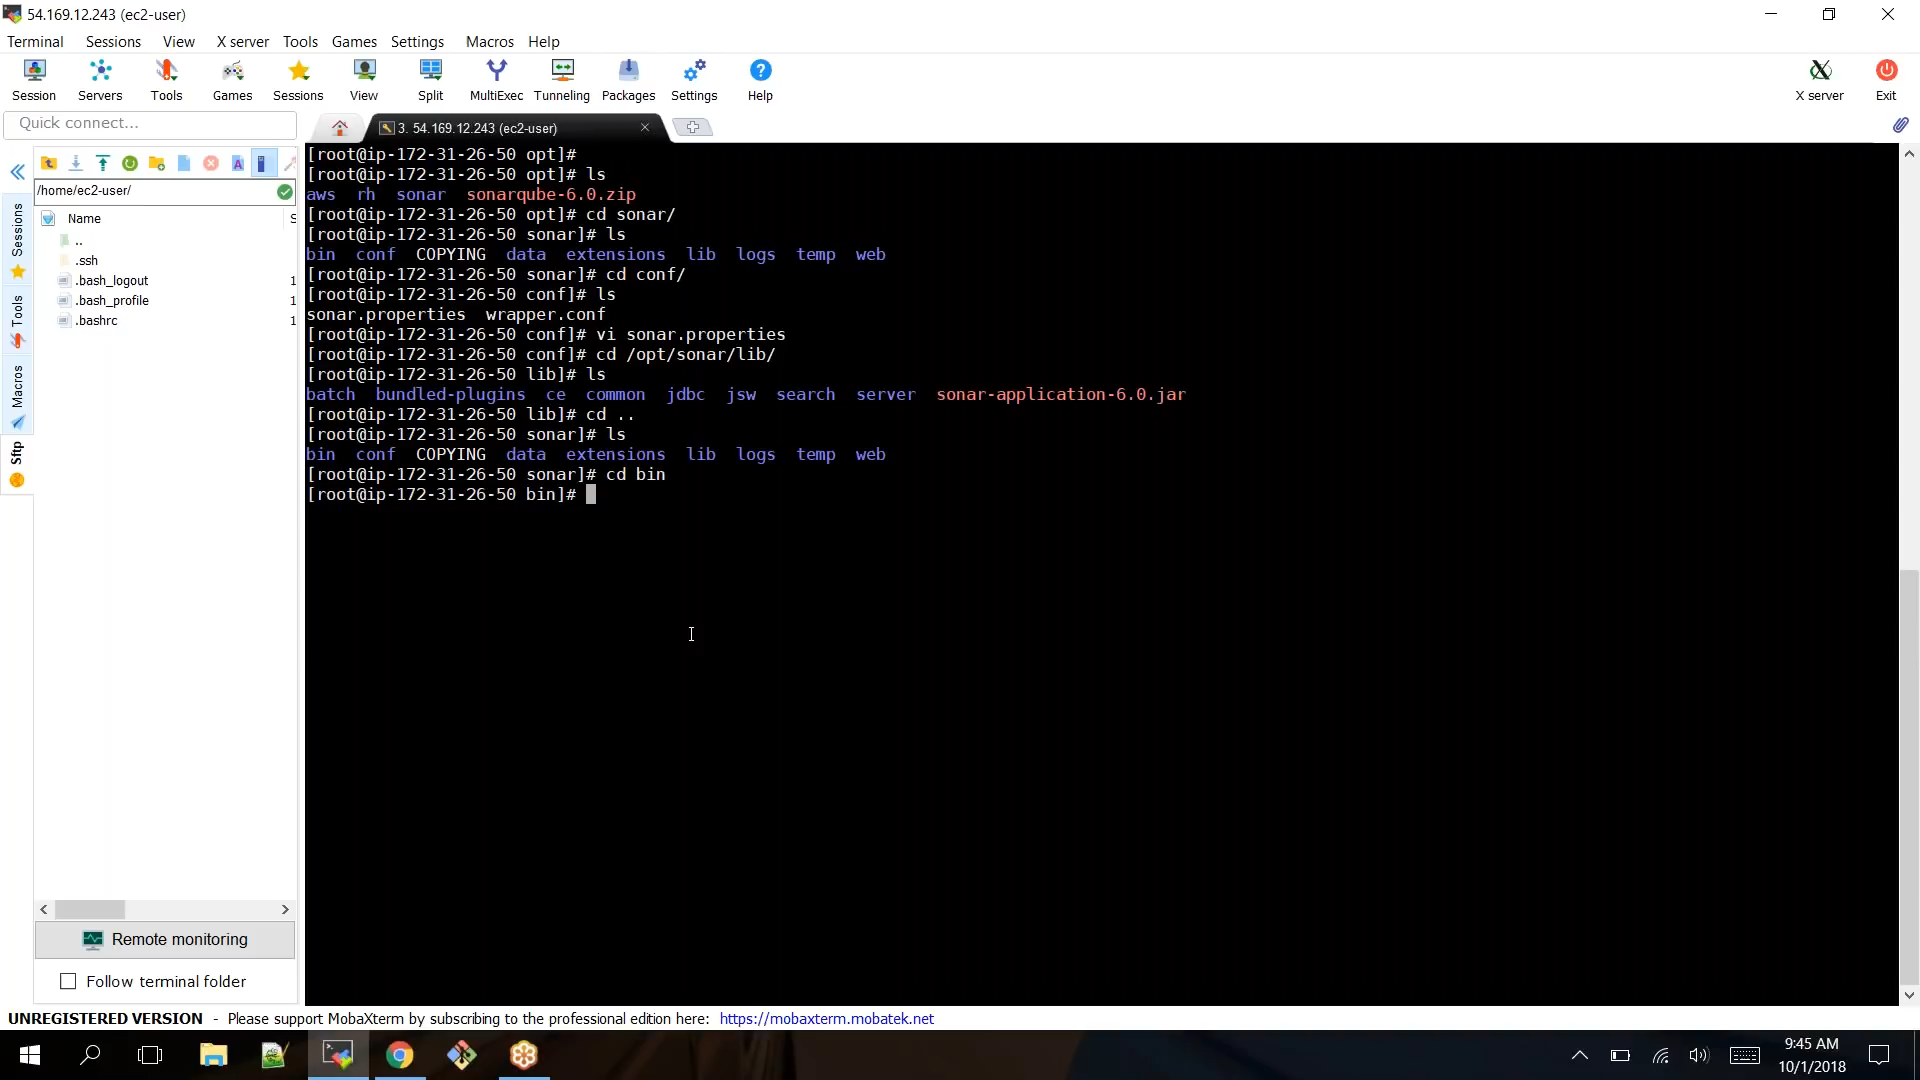 54.169.12.243 (ec2-user)
Terminal Sessions View X server Tools Games Settings Macros Help
Session Servers Tools Games Sessions View Split MultiExec Tunneling Packages Settings Help X server Exit
Quick connect...
3. 54.169.12.243 (ec2-user)
/home/ec2-user/
Name S
..
.ssh
.bash_logout 1
.bash_profile 1
.bashrc 1
Sessions
Tools
Macros
Sftp
[root@ip-172-31-26-50 opt]#
[root@ip-172-31-26-50 opt]# ls
aws rh sonar sonarqube-6.0.zip
[root@ip-172-31-26-50 opt]# cd sonar/
[root@ip-172-31-26-50 sonar]# ls
bin conf COPYING data extensions lib logs temp web
[root@ip-172-31-26-50 sonar]# cd conf/
[root@ip-172-31-26-50 conf]# ls
sonar.properties wrapper.conf
[root@ip-172-31-26-50 conf]# vi sonar.properties
[root@ip-172-31-26-50 conf]# cd /opt/sonar/lib/
[root@ip-172-31-26-50 lib]# ls
batch bundled-plugins ce common jdbc jsw search server sonar-application-6.0.jar
[root@ip-172-31-26-50 lib]# cd ..
[root@ip-172-31-26-50 sonar]# ls
bin conf COPYING data extensions lib logs temp web
[root@ip-172-31-26-50 sonar]# cd bin
[root@ip-172-31-26-50 bin]#
Remote monitoring
Follow terminal folder
UNREGISTERED VERSION - Please support MobaXterm by subscribing to the professional edition here: https://mobaxterm.mobatek.net
9:45 AM
10/1/2018